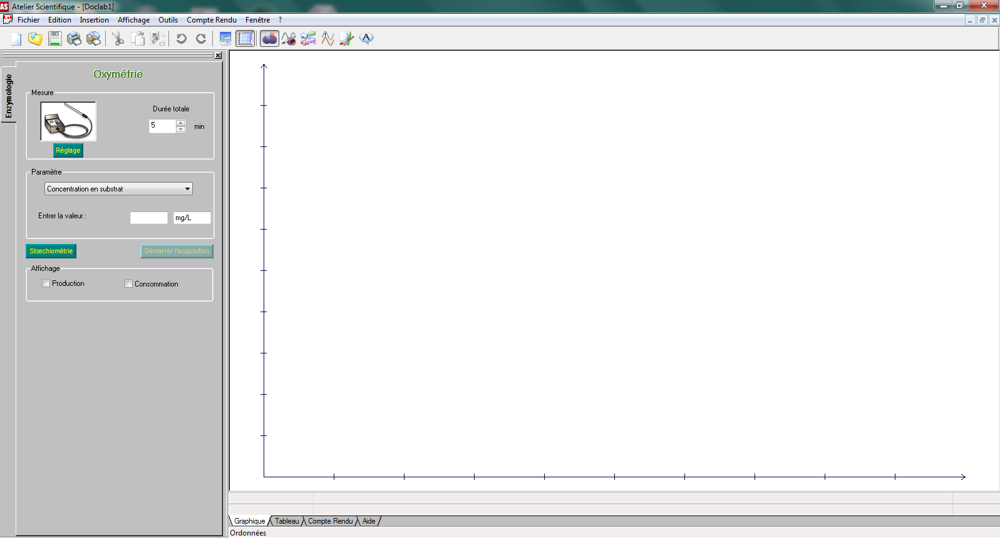 AS Atelier Scientifique - [Doclab1]
Fichier Edition Insertion Affichage Outils Compte Rendu Fenêtre ?
A
Enzymologie
Oxymétrie
Mesure
Durée totale
5 min
Réglage
Paramètre
Concentration en substrat
Entrer la valeur : mg/L
Stœchiométrie Démarrer l'acquisition
Affichage
Production Consommation
Graphique Tableau Compte Rendu Aide
Ordonnées